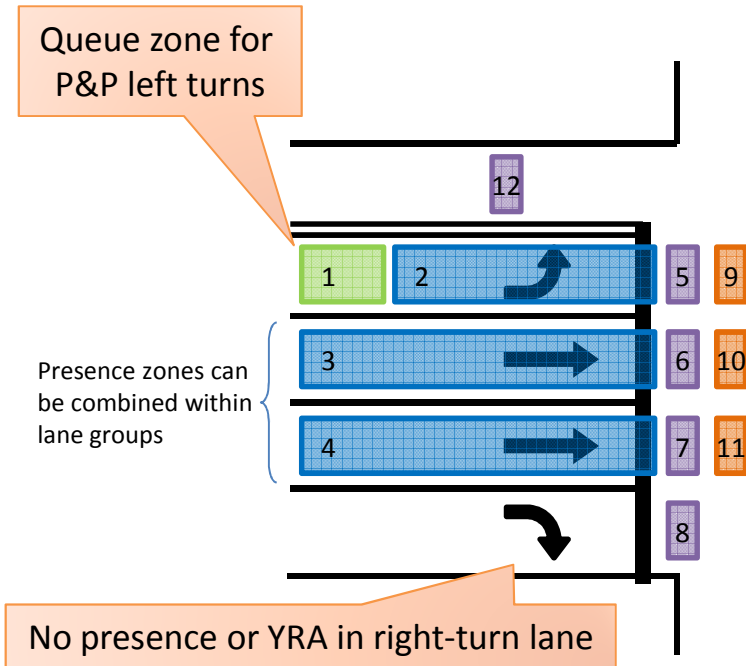 Queue zone for
P&P left turns
12
1
2
5
9
3
6
10
Presence zones can
be combined within
lane groups
4
7
11
8
No presence or YRA in right-turn lane